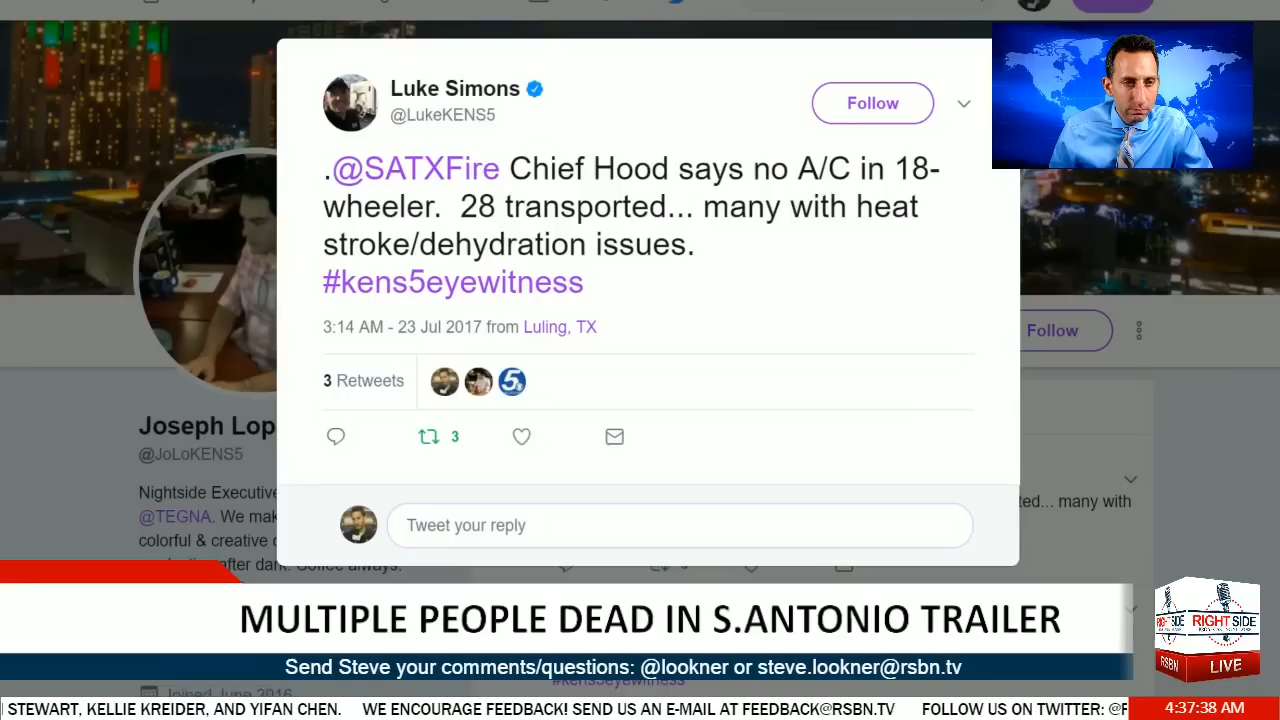 Luke Simons
@LukeKENS5
Follow
.@SATXFire Chief Hood says no A/C in 18-
wheeler.  28 transported... many with heat
stroke/dehydration issues.
#kens5eyewitness
3:14 AM - 23 Jul 2017 from Luling, TX
3 Retweets
5
3
Tweet your reply
Follow
Joseph Lop
@JoLoKENS5
Nightside Executive
@TEGNA. We mak
colorful & creative
after dark. Coffee always.
ted... many with
MULTIPLE PEOPLE DEAD IN S.ANTONIO TRAILER
Send Steve your comments/questions: @lookner or steve.lookner@rsbn.tv
#kens5eyewitness
Joined June 2016
RIGHT SIDE
RSBN
LIVE
STEWART, KELLIE KREIDER, AND YIFAN CHEN. WE ENCOURAGE FEEDBACK! SEND US AN E-MAIL AT FEEDBACK@RSBN.TV FOLLOW US ON TWITTER: @F
4:37:38 AM